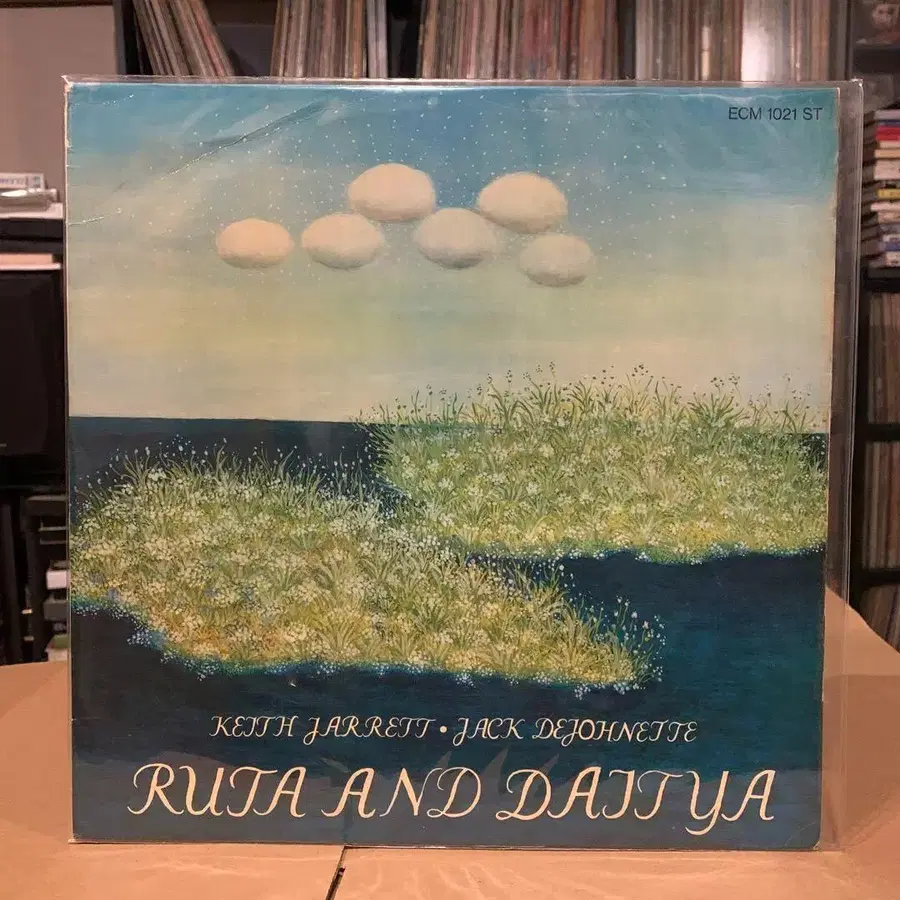 ECM 1021 ST
KEITH JARRETT • JACK DEJOHNETTE
RUTA AND DAITYA